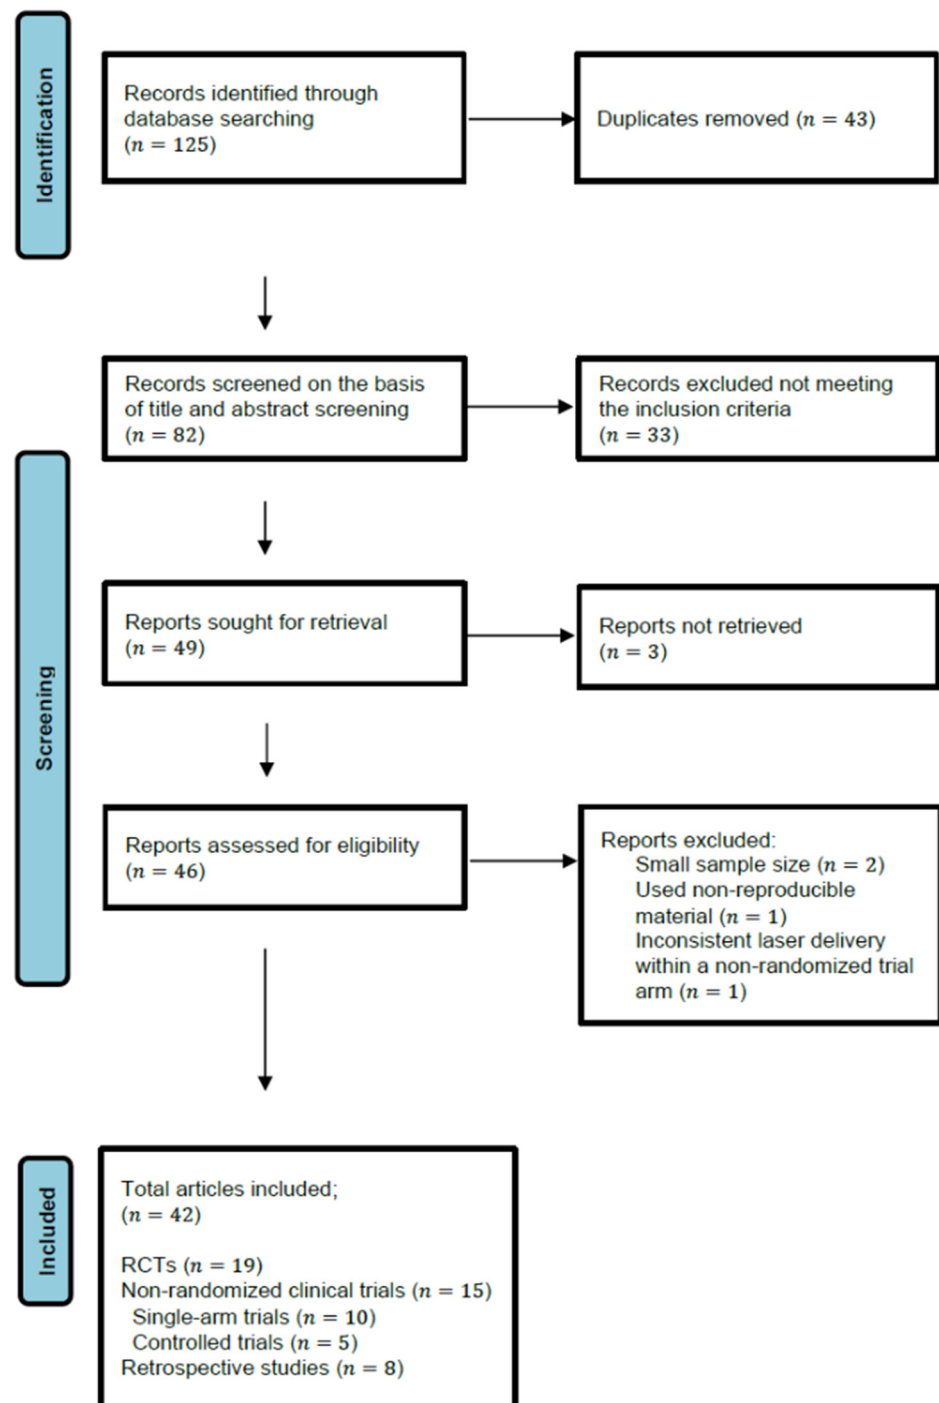 Identification
Records identified through
database searching
(n = 125)
Duplicates removed (n = 43)
Records screened on the basis
of title and abstract screening
(n = 82)
Records excluded not meeting
the inclusion criteria
(n = 33)
Screening
Reports sought for retrieval
(n = 49)
Reports not retrieved
(n = 3)
Reports assessed for eligibility
(n = 46)
Reports excluded:
Small sample size (n = 2)
Used non-reproducible
material (n = 1)
Inconsistent laser delivery
within a non-randomized trial
arm (n = 1)
Included
Total articles included;
(n = 42)
RCTs (n = 19)
Non-randomized clinical trials (n = 15)
Single-arm trials (n = 10)
Controlled trials (n = 5)
Retrospective studies (n = 8)